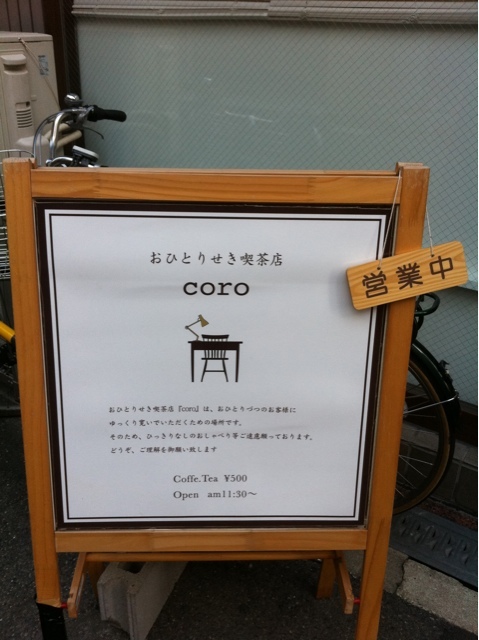 おひとりせき喫茶店
coro
営業中
おひとりせき喫茶店『coro』は、おひとりづつのお客様に
ゆっくり寛いでいただくための場所です。
そのため、ひっきりなしのおしゃべり等ご遠慮願っております。
どうぞ、ご理解を御願い致します
Coffe.Tea ¥500
Open am11:30～